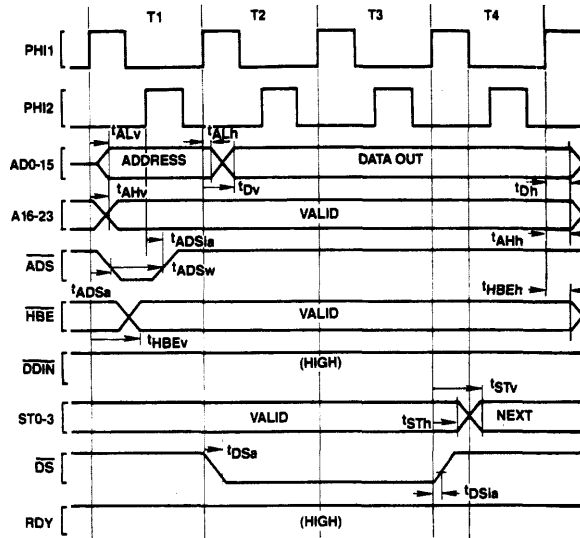 T1 T2 T3 T4
PHI1
PHI2
tALv tALh
AD0-15 ADDRESS DATA OUT
tAHv tDv tDh
A16-23 VALID
tADSia tAHh
ADS tADSw
tADSa tHBEh
HBE VALID
tHBEv
DDIN (HIGH)
tSTv
ST0-3 VALID tSTh NEXT
tDSa
DS
tDSia
RDY (HIGH)